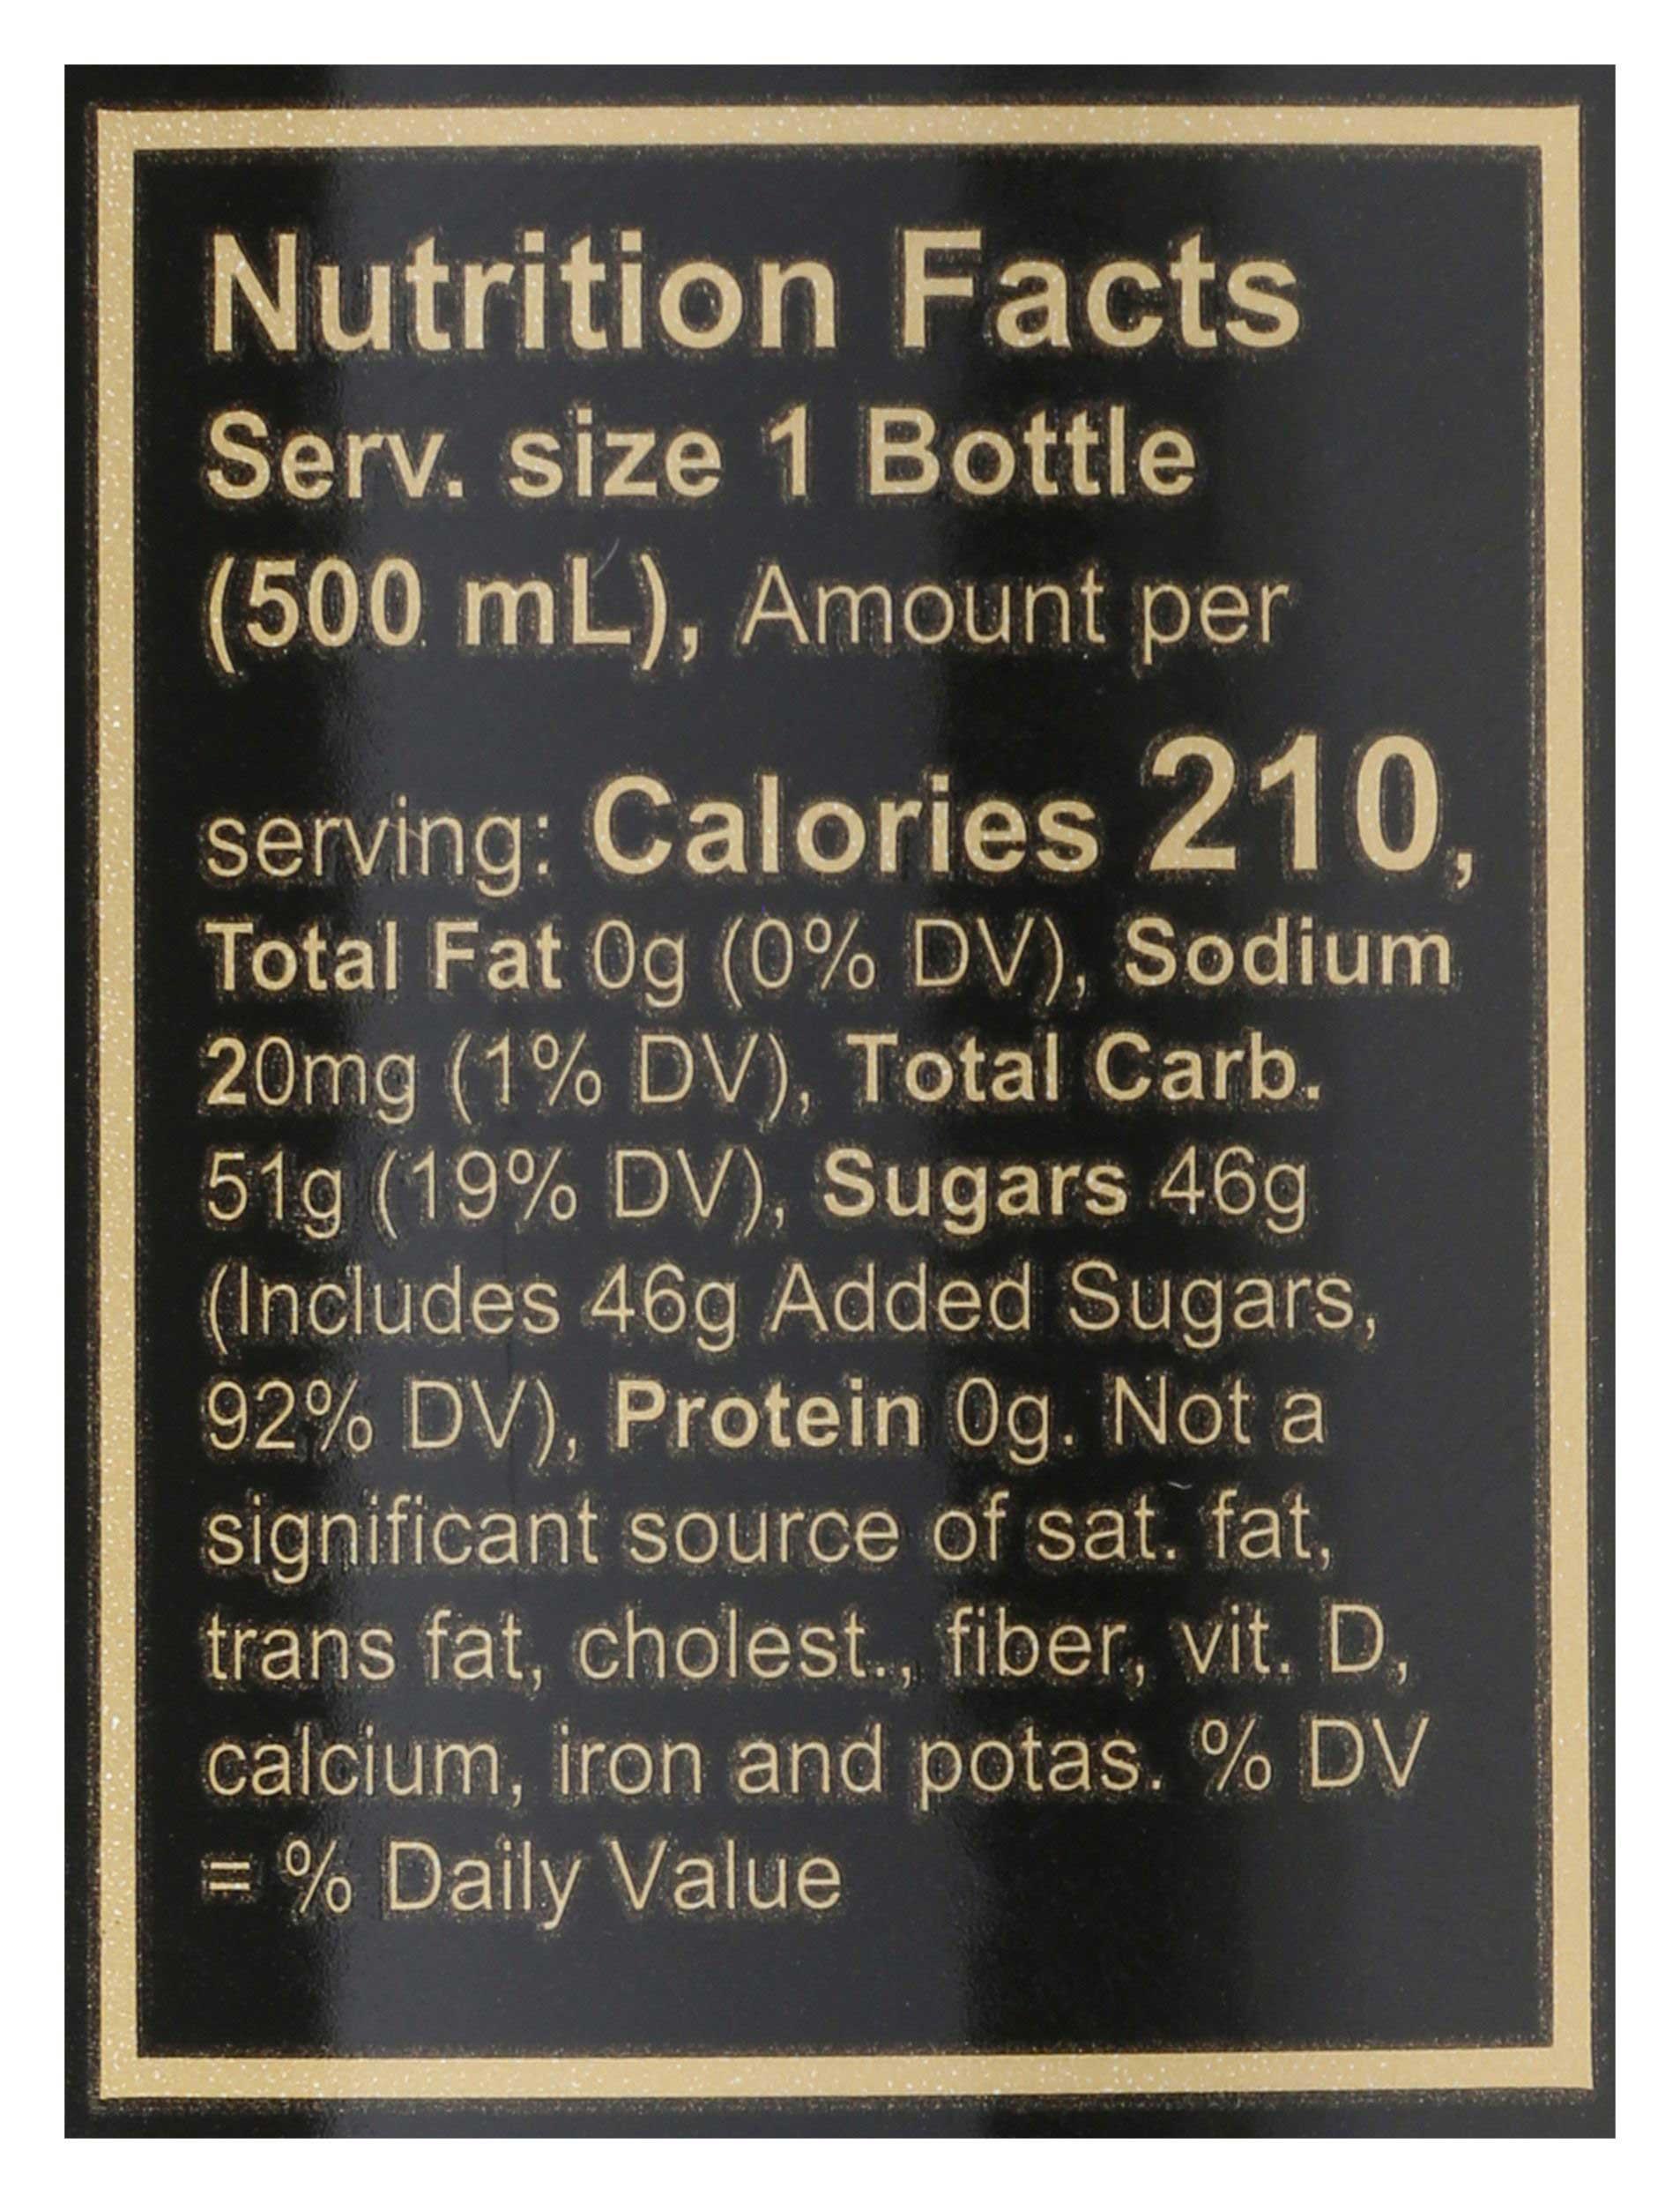 Nutrition Facts
Serv. size 1 Bottle
(500 mL), Amount per
serving: Calories 210,
Total Fat 0g (0% DV), Sodium
20mg (1% DV), Total Carb.
51g (19% DV), Sugars 46g
(Includes 46g Added Sugars,
92% DV), Protein 0g. Not a
significant source of sat. fat,
trans fat, cholest., fiber, vit. D,
calcium, iron and potas. % DV
= % Daily Value